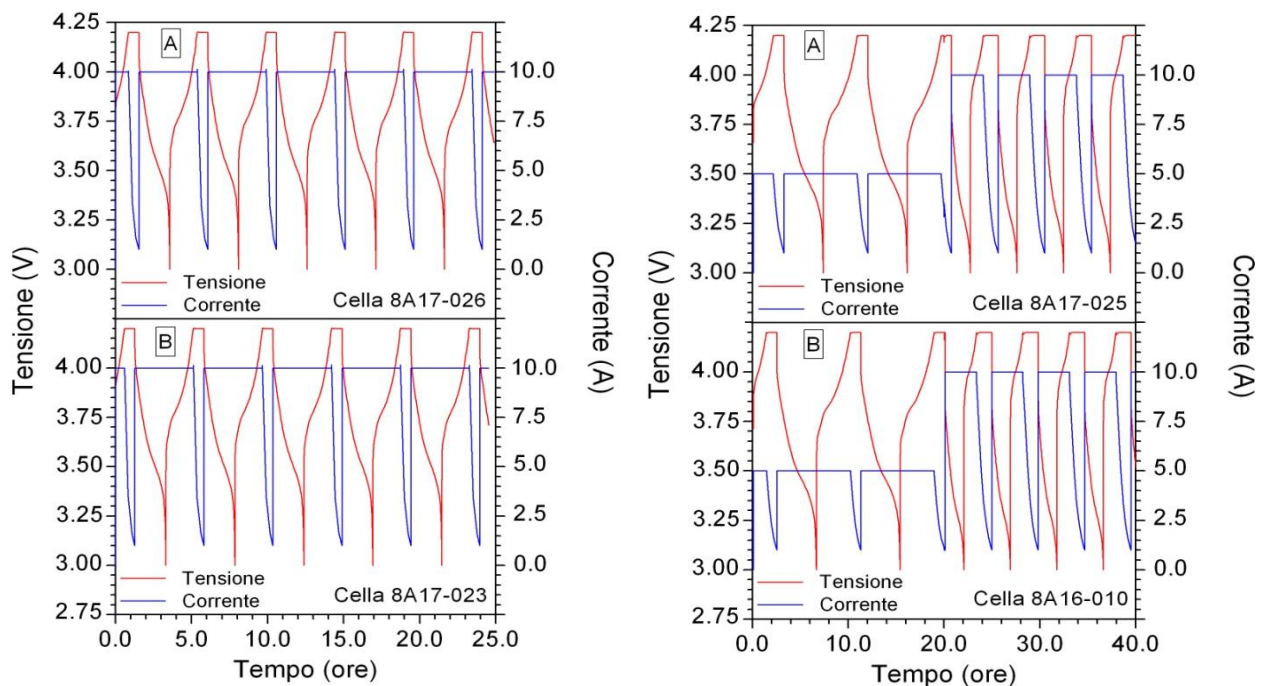 4.25
4.00
3.75
3.50
3.25
3.00
A
10.0
7.5
5.0
2.5
0.0
Tensione
Corrente
Cella 8A17-026
B
4.00
3.75
3.50
3.25
3.00
2.75
10.0
7.5
5.0
2.5
0.0
Tensione
Corrente
Cella 8A17-023
0.0 5.0 10.0 15.0 20.0 25.0
Tempo (ore)
Tensione (V)
Corrente (A)
4.25
4.00
3.75
3.50
3.25
3.00
A
10.0
7.5
5.0
2.5
0.0
Tensione
Corrente
Cella 8A17-025
B
4.00
3.75
3.50
3.25
3.00
2.75
10.0
7.5
5.0
2.5
0.0
Tensione
Corrente
Cella 8A16-010
0.0 10.0 20.0 30.0 40.0
Tempo (ore)
Tensione (V)
Corrente (A)